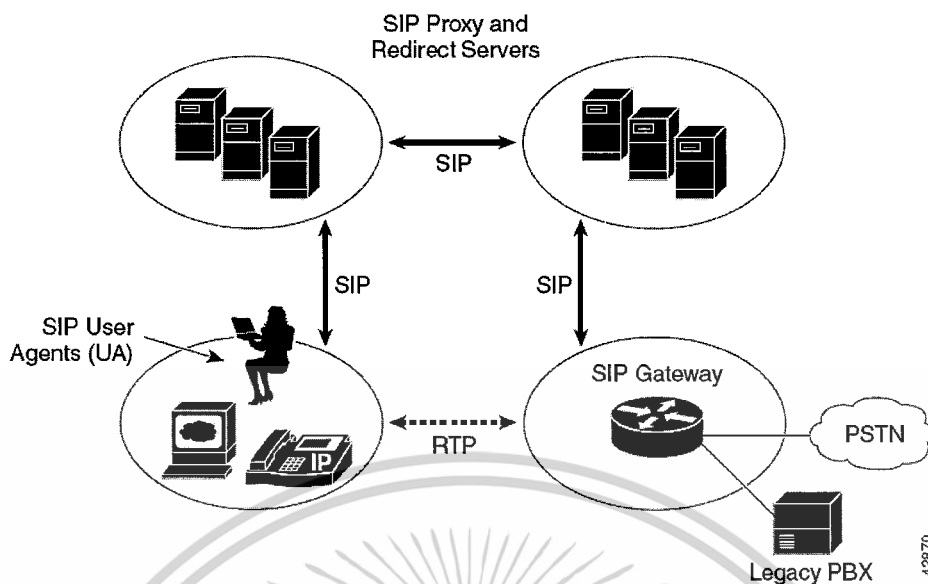 SIP Proxy and
Redirect Servers
SIP
SIP
SIP
SIP User
Agents (UA)
SIP Gateway
RTP
IP
PSTN
Legacy PBX
42870